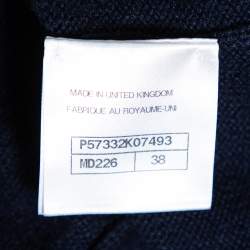 MADE IN UNITED KINGDOM
FABRIQUE AU ROYAUME-UNI
P57332K07493
MD226 38